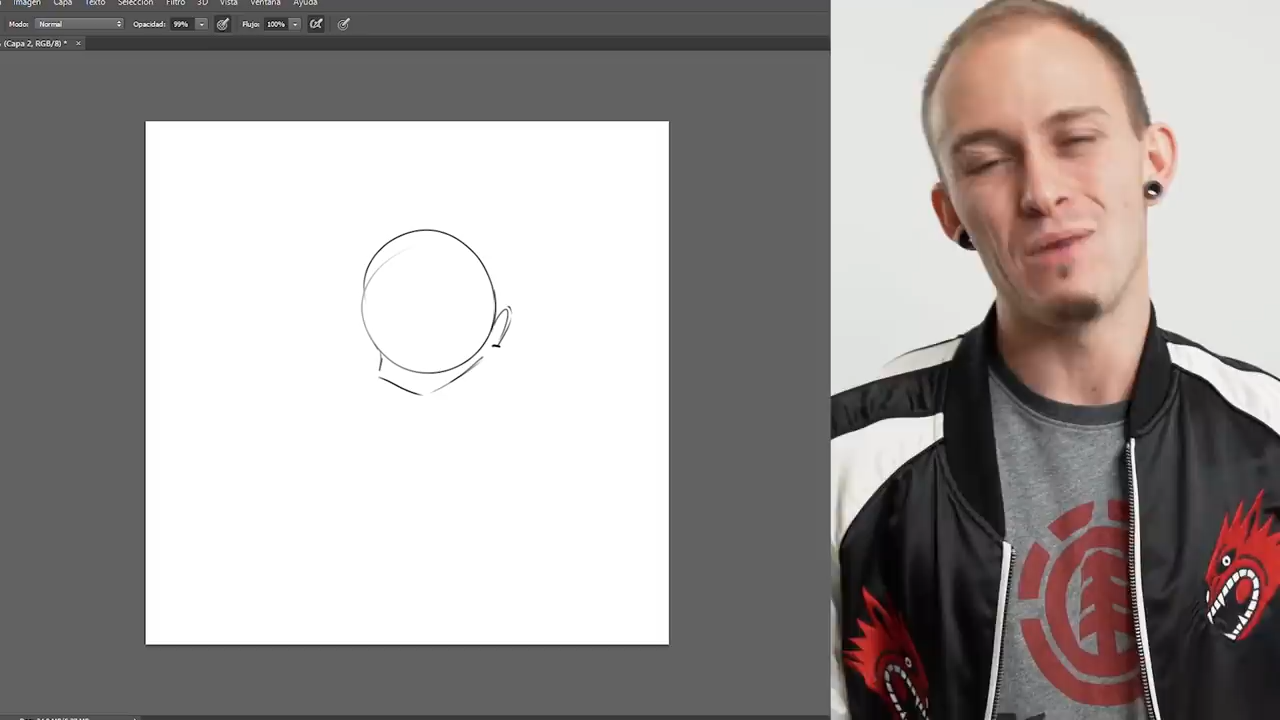 Imagen Capa Texto Selección Filtro 3D Vista Ventana Ayuda
Modo: Normal Opacidad: 99% Flujo: 100%
(Capa 2, RGB/8) * ×